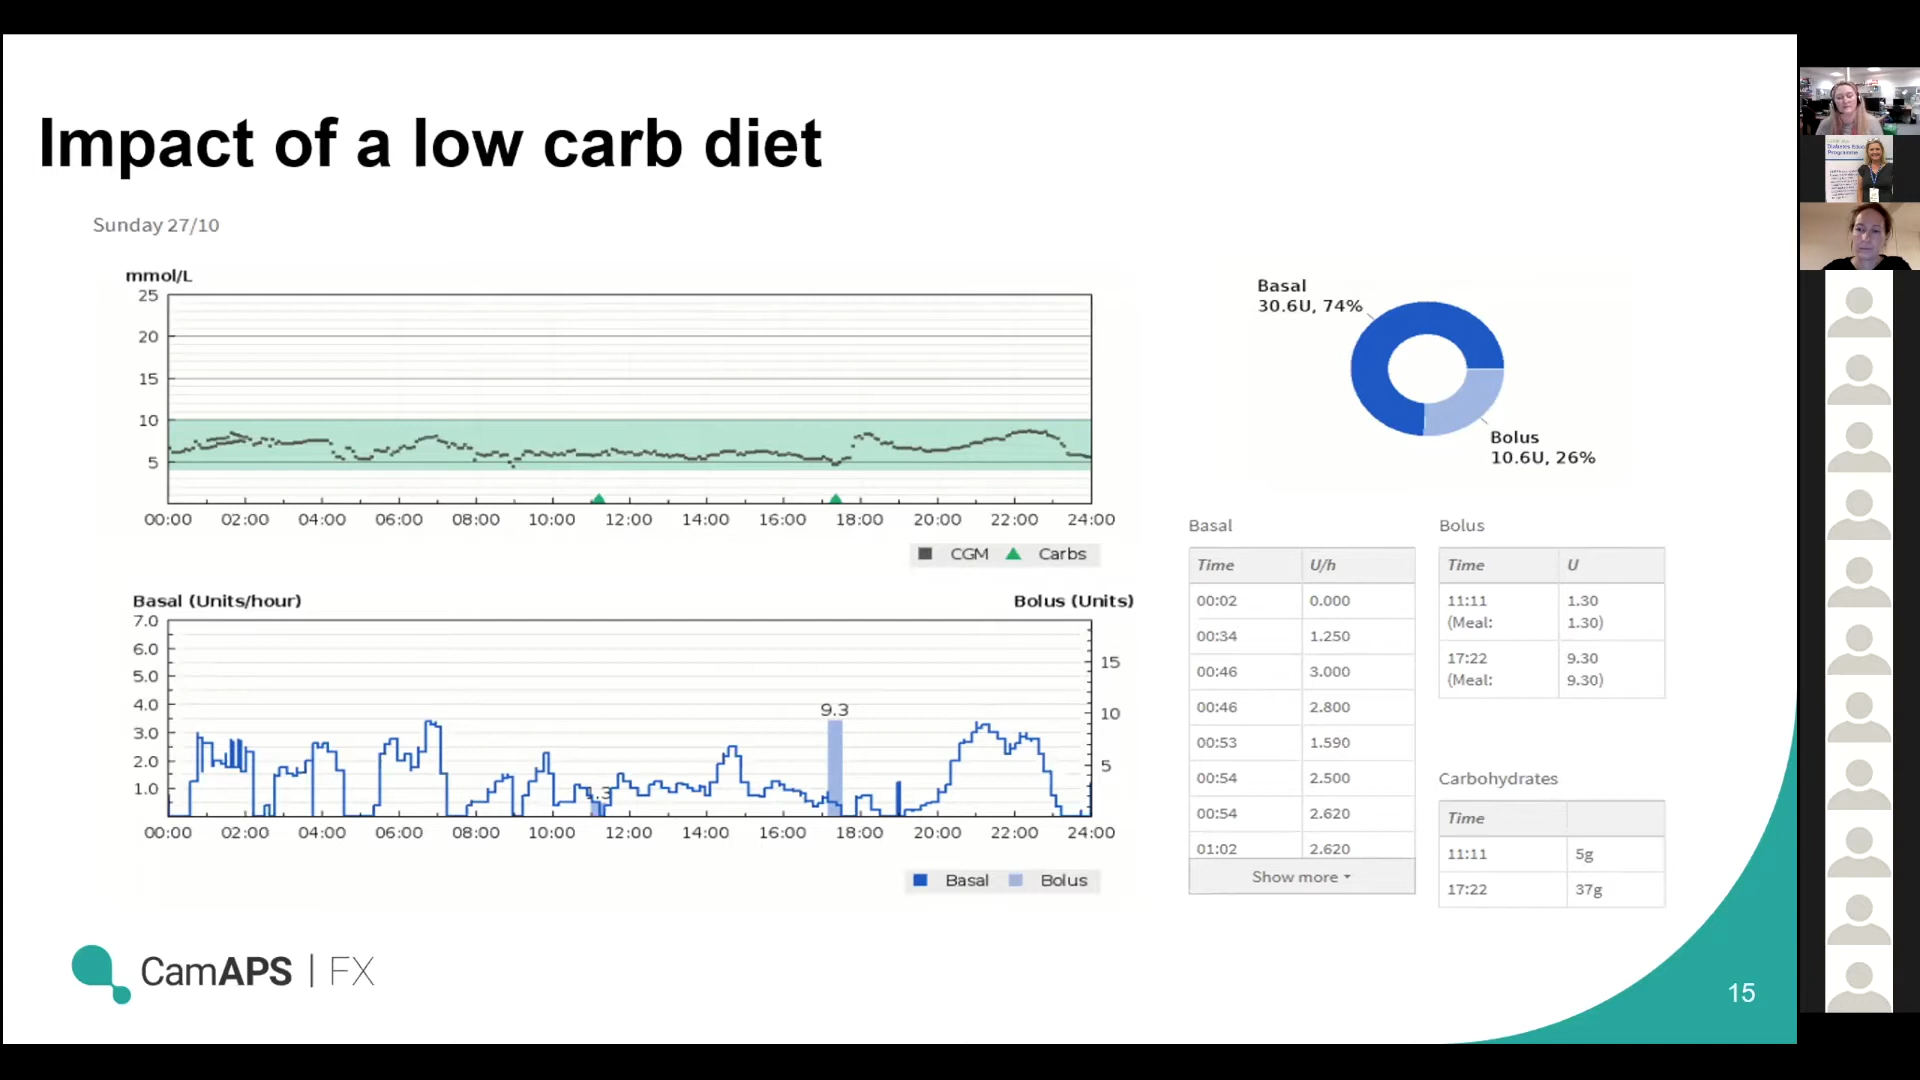 Impact of a low carb diet
Sunday 27/10
mmol/L
25
20
15
10
5
00:00 02:00 04:00 06:00 08:00 10:00 12:00 14:00 16:00 18:00 20:00 22:00 24:00
CGM Carbs
Basal (Units/hour) Bolus (Units)
7.0
6.0
5.0
4.0
3.0
2.0
1.0
15
10
5
9.3
.3
00:00 02:00 04:00 06:00 08:00 10:00 12:00 14:00 16:00 18:00 20:00 22:00 24:00
Basal Bolus
Basal
30.6U, 74%
Bolus
10.6U, 26%
Basal
Time U/h
00:02 0.000
00:34 1.250
00:46 3.000
00:46 2.800
00:53 1.590
00:54 2.500
00:54 2.620
01:02 2.620
Show more
Bolus
Time U
11:11 1.30
(Meal: 1.30)
17:22 9.30
(Meal: 9.30)
Carbohydrates
Time
11:11 5g
17:22 37g
CamAPS | FX
15
Programme